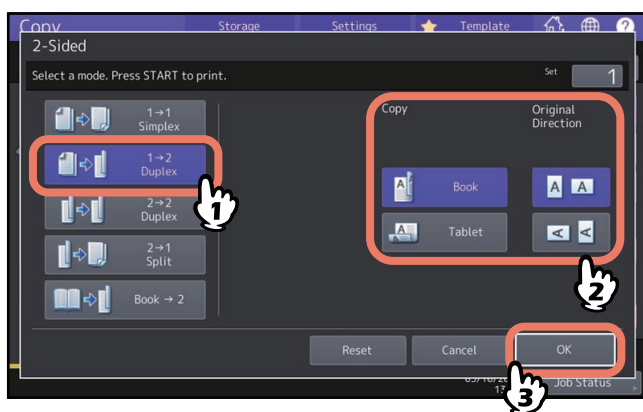 Copy Storage Settings Template
2-Sided
Select a mode. Press START to print.
Set 1
1→1
Simplex
1→2
Duplex
2→2
Duplex
2→1
Split
Book → 2
Copy
Original
Direction
Book
A A A
Tablet
A A A
Reset Cancel OK
Job Status
1
2
3